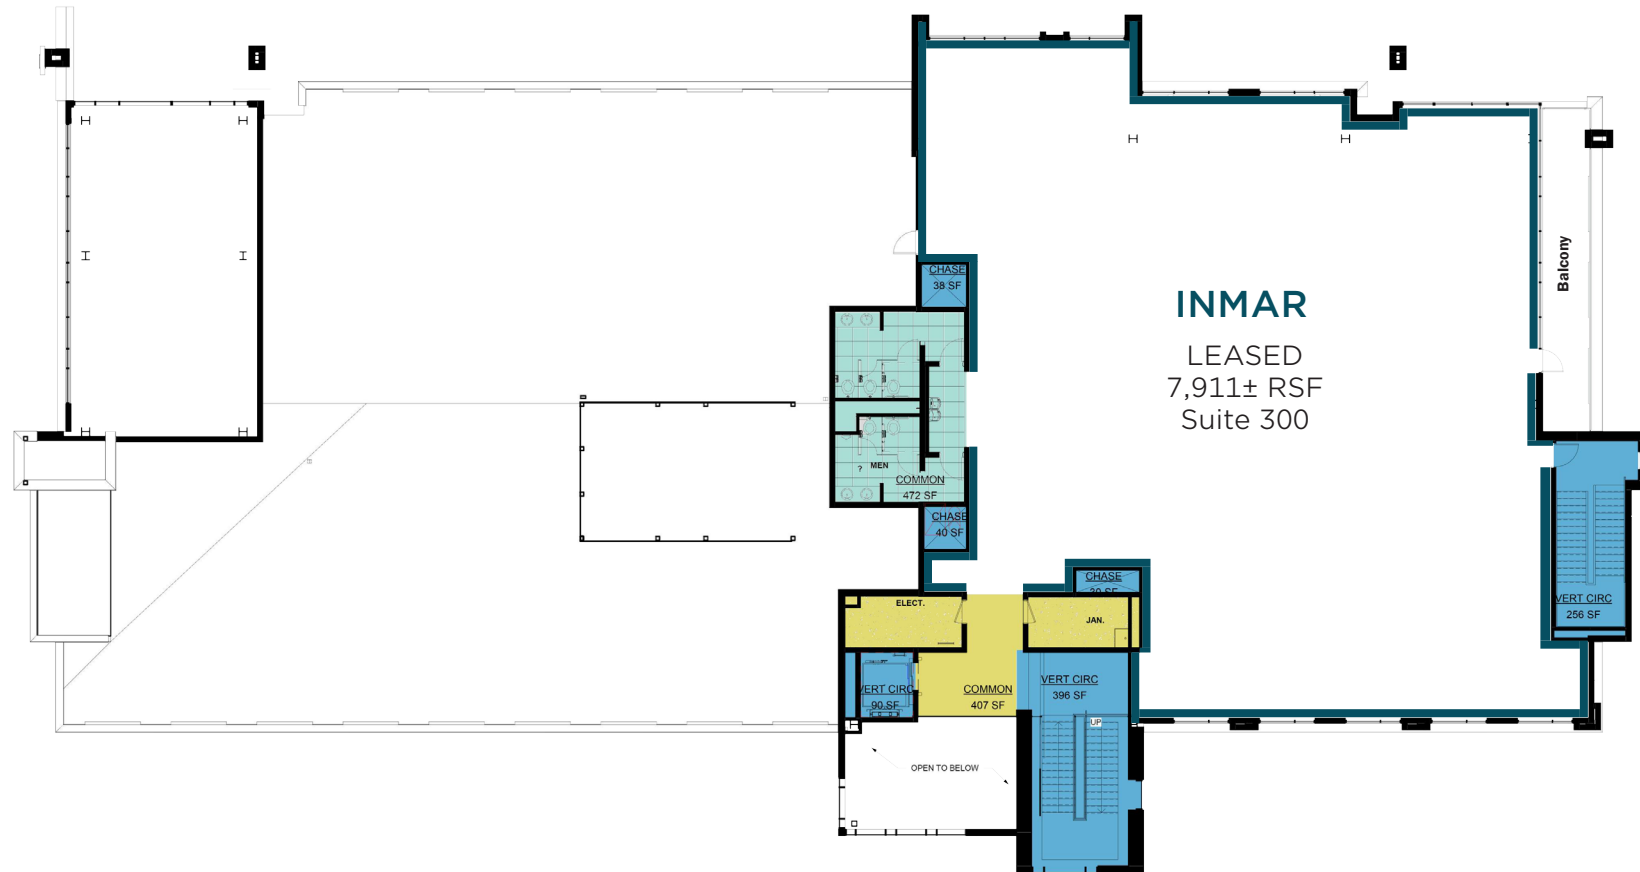 INMAR
LEASED
7,911± RSF
Suite 300
Balcony
CHASE
38 SF
?
MEN
COMMON
472 SF
CHASE
40 SF
CHASE
ELECT.
JAN.
VERT CIRC
256 SF
VERT CIRC
90 SF
COMMON
407 SF
VERT CIRC
396 SF
UP
OPEN TO BELOW